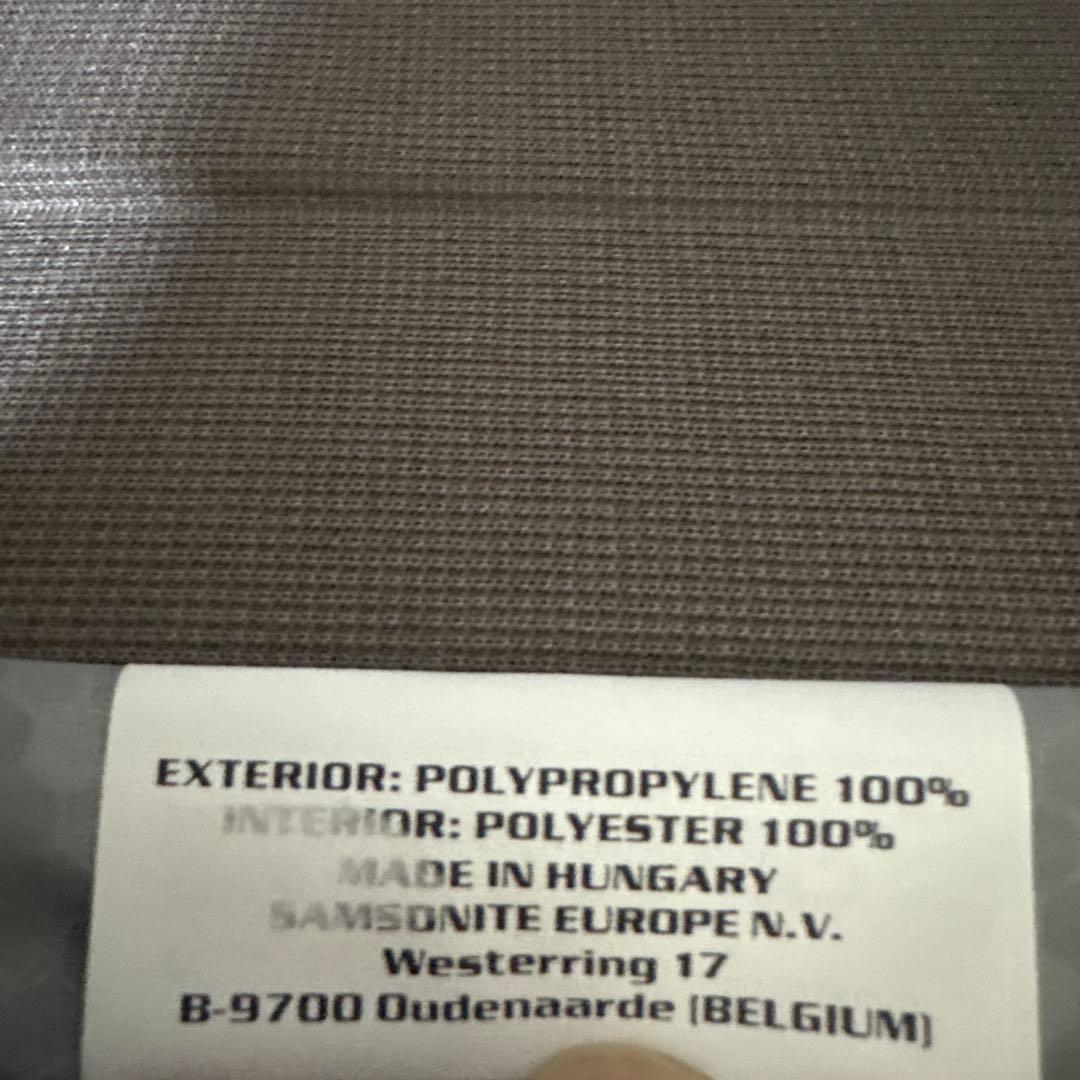 EXTERIOR: POLYPROPYLENE 100%
INTERIOR: POLYESTER 100%
MADE IN HUNGARY
SAMSONITE EUROPE N.V.
Westerring 17
B-9700 Oudenaarde (BELGIUM)